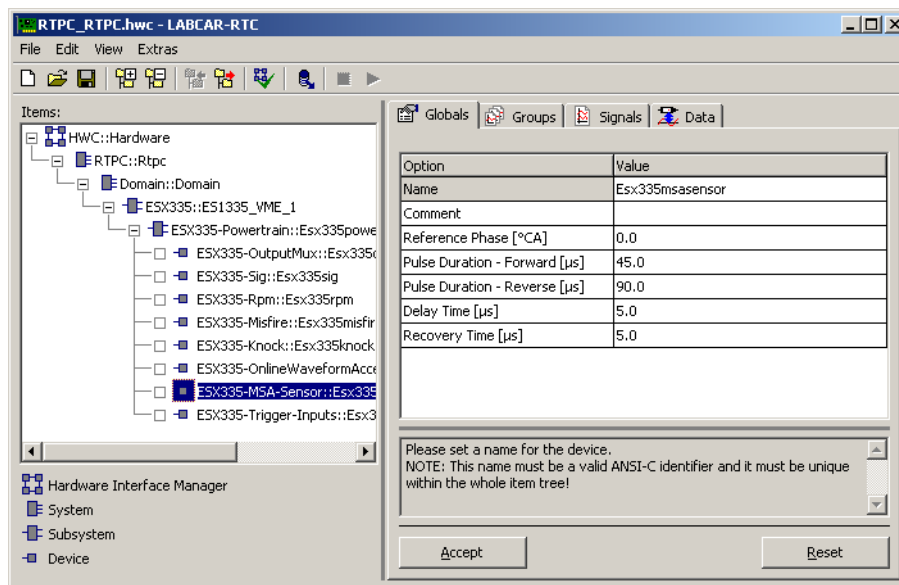 RTPC_RTPC.hwc - LABCAR-RTC
File Edit View Extras
Items:
HWC::Hardware
RTPC::Rtpc
Domain::Domain
ESX335::ES1335_VME_1
ESX335-Powertrain::Esx335powe
ESX335-OutputMux::Esx335o
ESX335-Sig::Esx335sig
ESX335-Rpm::Esx335rpm
ESX335-Misfire::Esx335misfir
ESX335-Knock::Esx335knock
ESX335-OnlineWaveformAcce
ESX335-MSA-Sensor::Esx335
ESX335-Trigger-Inputs::Esx3
Hardware Interface Manager
System
Subsystem
Device
Globals Groups Signals Data
Option Value
Name Esx335msasensor
Comment
Reference Phase [°CA] 0.0
Pulse Duration - Forward [µs] 45.0
Pulse Duration - Reverse [µs] 90.0
Delay Time [µs] 5.0
Recovery Time [µs] 5.0
Please set a name for the device.
NOTE: This name must be a valid ANSI-C identifier and it must be unique
within the whole item tree!
Accept Reset